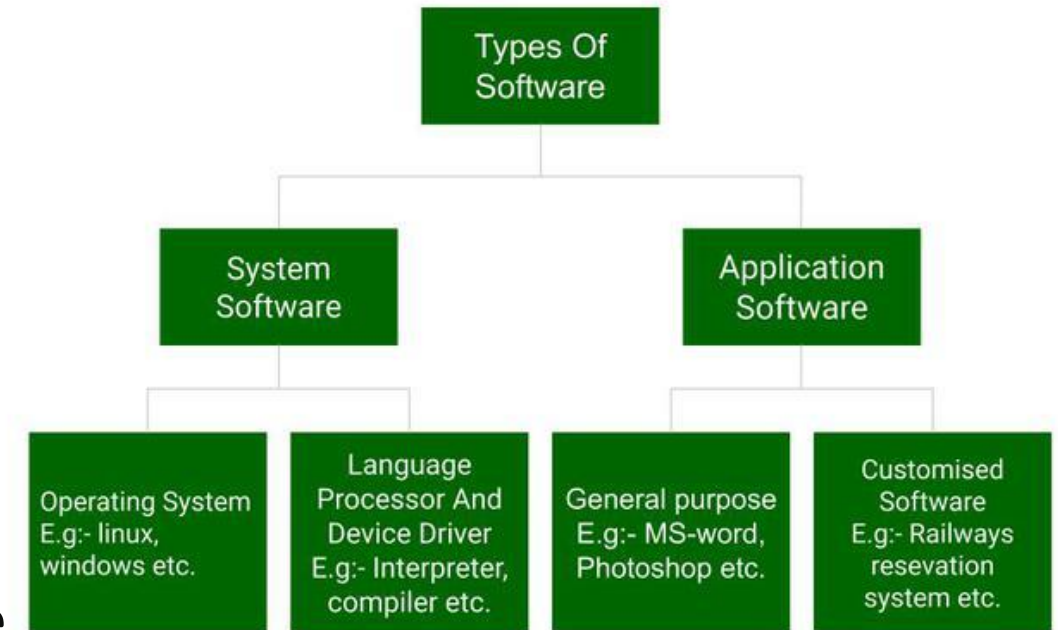 Types Of
Software
System
Software
Application
Software
Operating System
E.g:- linux,
windows etc.
Language
Processor And
Device Driver
E.g:- Interpreter,
compiler etc.
General purpose
E.g:- MS-word,
Photoshop etc.
Customised
Software
E.g:- Railways
resevation
system etc.